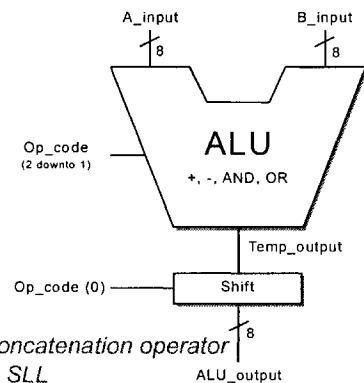 A_input
B_input
8
8
ALU
+, -, AND, OR
Op_code
(2 downto 1)
Temp_output
Op_code (0)
Shift
8
oncatenation operator
SLL
ALU_output